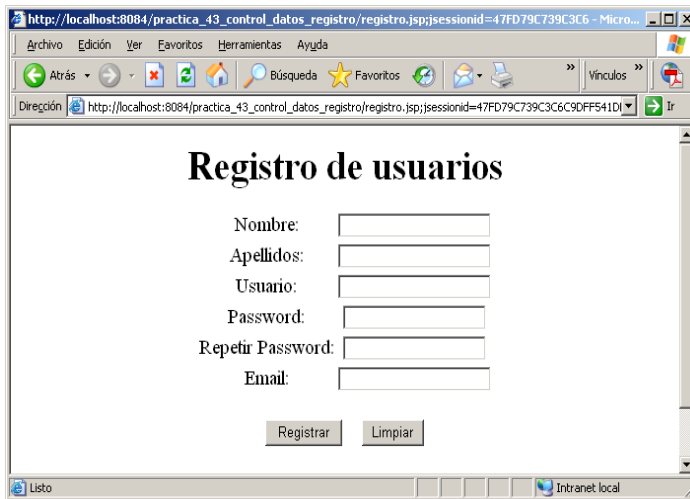 http://localhost:8084/practica_43_control_datos_registro/registro.jsp;jsessionid=47FD79C739C3C6 - Micro...
Archivo Edición Ver Favoritos Herramientas Ayuda
Atrás Búsqueda Favoritos » Vínculos »
Dirección http://localhost:8084/practica_43_control_datos_registro/registro.jsp;jsessionid=47FD79C739C3C6C9DFF541D Ir
Registro de usuarios
Nombre:
Apellidos:
Usuario:
Password:
Repetir Password:
Email:
Registrar Limpiar
Listo Intranet local